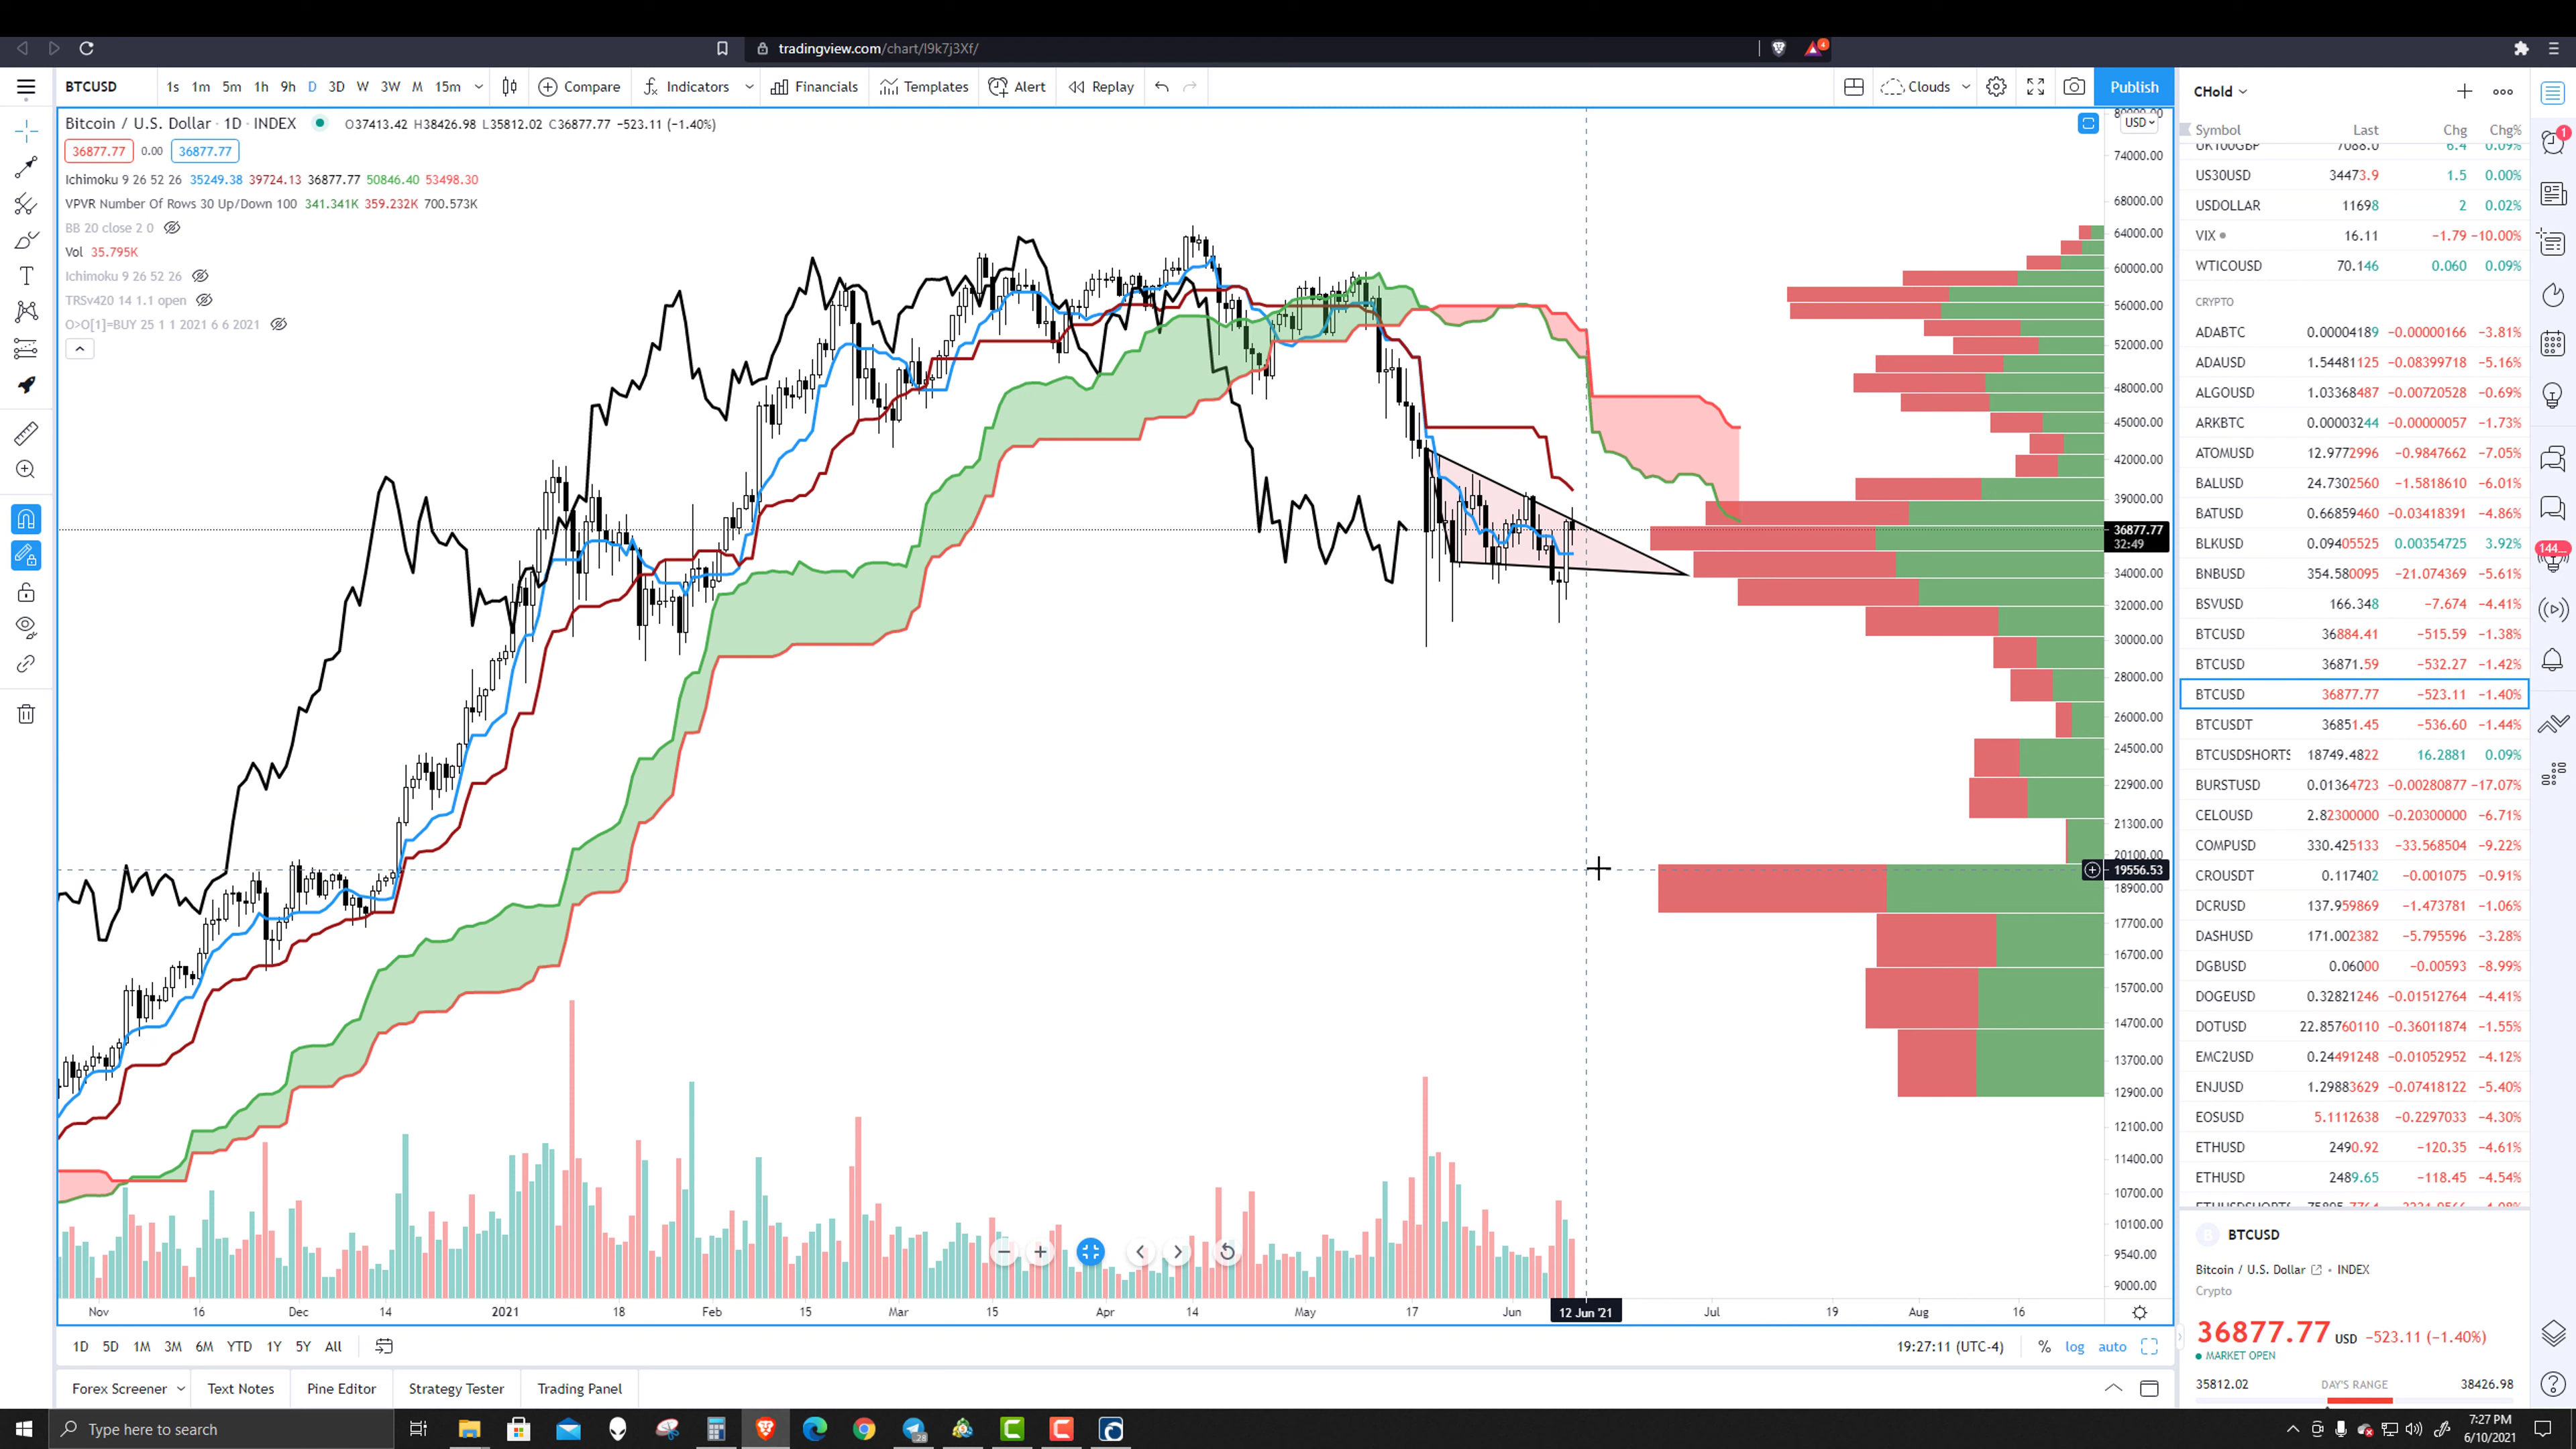 tradingview.com/chart/l9k7j3Xf/
4
BTCUSD 1s 1m 5m 1h 9h D 3D W 3W M 15m Compare Indicators Financials Templates Alert Replay Clouds Publish
CHold
Bitcoin / U.S. Dollar · 1D · INDEX O37413.42 H38426.98 L35812.02 C36877.77 −523.11 (−1.40%)
USD
36877.77 0.00 36877.77
Ichimoku 9 26 52 26 35249.38 39724.13 36877.77 50846.40 53498.30
VPVR Number Of Rows 30 Up/Down 100 341.341K 359.232K 700.573K
BB 20 close 2 0
Vol 35.795K
Ichimoku 9 26 52 26
TRSv420 14 1.1 open
O>O[1]=BUY 25 1 1 2021 6 6 2021
80000.00
74000.00
68000.00
64000.00
60000.00
56000.00
52000.00
48000.00
45000.00
42000.00
39000.00
36877.77
32:49
34000.00
32000.00
30000.00
28000.00
26000.00
24500.00
22900.00
21300.00
20100.00
19556.53
18900.00
17700.00
16700.00
15700.00
14700.00
13700.00
12900.00
12100.00
11400.00
10700.00
10100.00
9540.00
9000.00
Nov 16 Dec 14 2021 18 Feb 15 Mar 15 Apr 14 May 17 Jun 12 Jun '21 Jul 19 Aug 16
1D 5D 1M 3M 6M YTD 1Y 5Y All 19:27:11 (UTC-4) % log auto
Forex Screener Text Notes Pine Editor Strategy Tester Trading Panel
Symbol Last Chg Chg%
UK100GBP 7088.0 6.4 0.09%
US30USD 34473.9 1.5 0.00%
USDOLLAR 11698 2 0.02%
VIX 16.11 −1.79 −10.00%
WTICOUSD 70.146 0.060 0.09%
CRYPTO
ADABTC 0.00004189 −0.00000166 −3.81%
ADAUSD 1.54481125 −0.08399718 −5.16%
ALGOUSD 1.03368487 −0.00720528 −0.69%
ARKBTC 0.00003244 −0.00000057 −1.73%
ATOMUSD 12.9772996 −0.9847662 −7.05%
BALUSD 24.7302560 −1.5818610 −6.01%
BATUSD 0.66859460 −0.03418391 −4.86%
BLKUSD 0.09405525 0.00354725 3.92%
BNBUSD 354.580095 −21.074369 −5.61%
BSVUSD 166.348 −7.674 −4.41%
BTCUSD 36884.41 −515.59 −1.38%
BTCUSD 36871.59 −532.27 −1.42%
BTCUSD 36877.77 −523.11 −1.40%
BTCUSDT 36851.45 −536.60 −1.44%
BTCUSDSHORTS 18749.4822 16.2881 0.09%
BURSTUSD 0.01364723 −0.00280877 −17.07%
CELOUSD 2.82300000 −0.20300000 −6.71%
COMPUSD 330.425133 −33.568504 −9.22%
CROUSDT 0.117402 −0.001075 −0.91%
DCRUSD 137.959869 −1.473781 −1.06%
DASHUSD 171.002382 −5.795596 −3.28%
DGBUSD 0.06000 −0.00593 −8.99%
DOGEUSD 0.32821246 −0.01512764 −4.41%
DOTUSD 22.85760110 −0.36011874 −1.55%
EMC2USD 0.24491248 −0.01052952 −4.12%
ENJUSD 1.29883629 −0.07418122 −5.40%
EOSUSD 5.1112638 −0.2297033 −4.30%
ETHUSD 2490.92 −120.35 −4.61%
ETHUSD 2489.65 −118.45 −4.54%
BTCUSD
Bitcoin / U.S. Dollar • INDEX
Crypto
36877.77 USD −523.11 (−1.40%)
MARKET OPEN
35812.02 DAY'S RANGE 38426.98
1
144
Type here to search
28
7:27 PM
6/10/2021